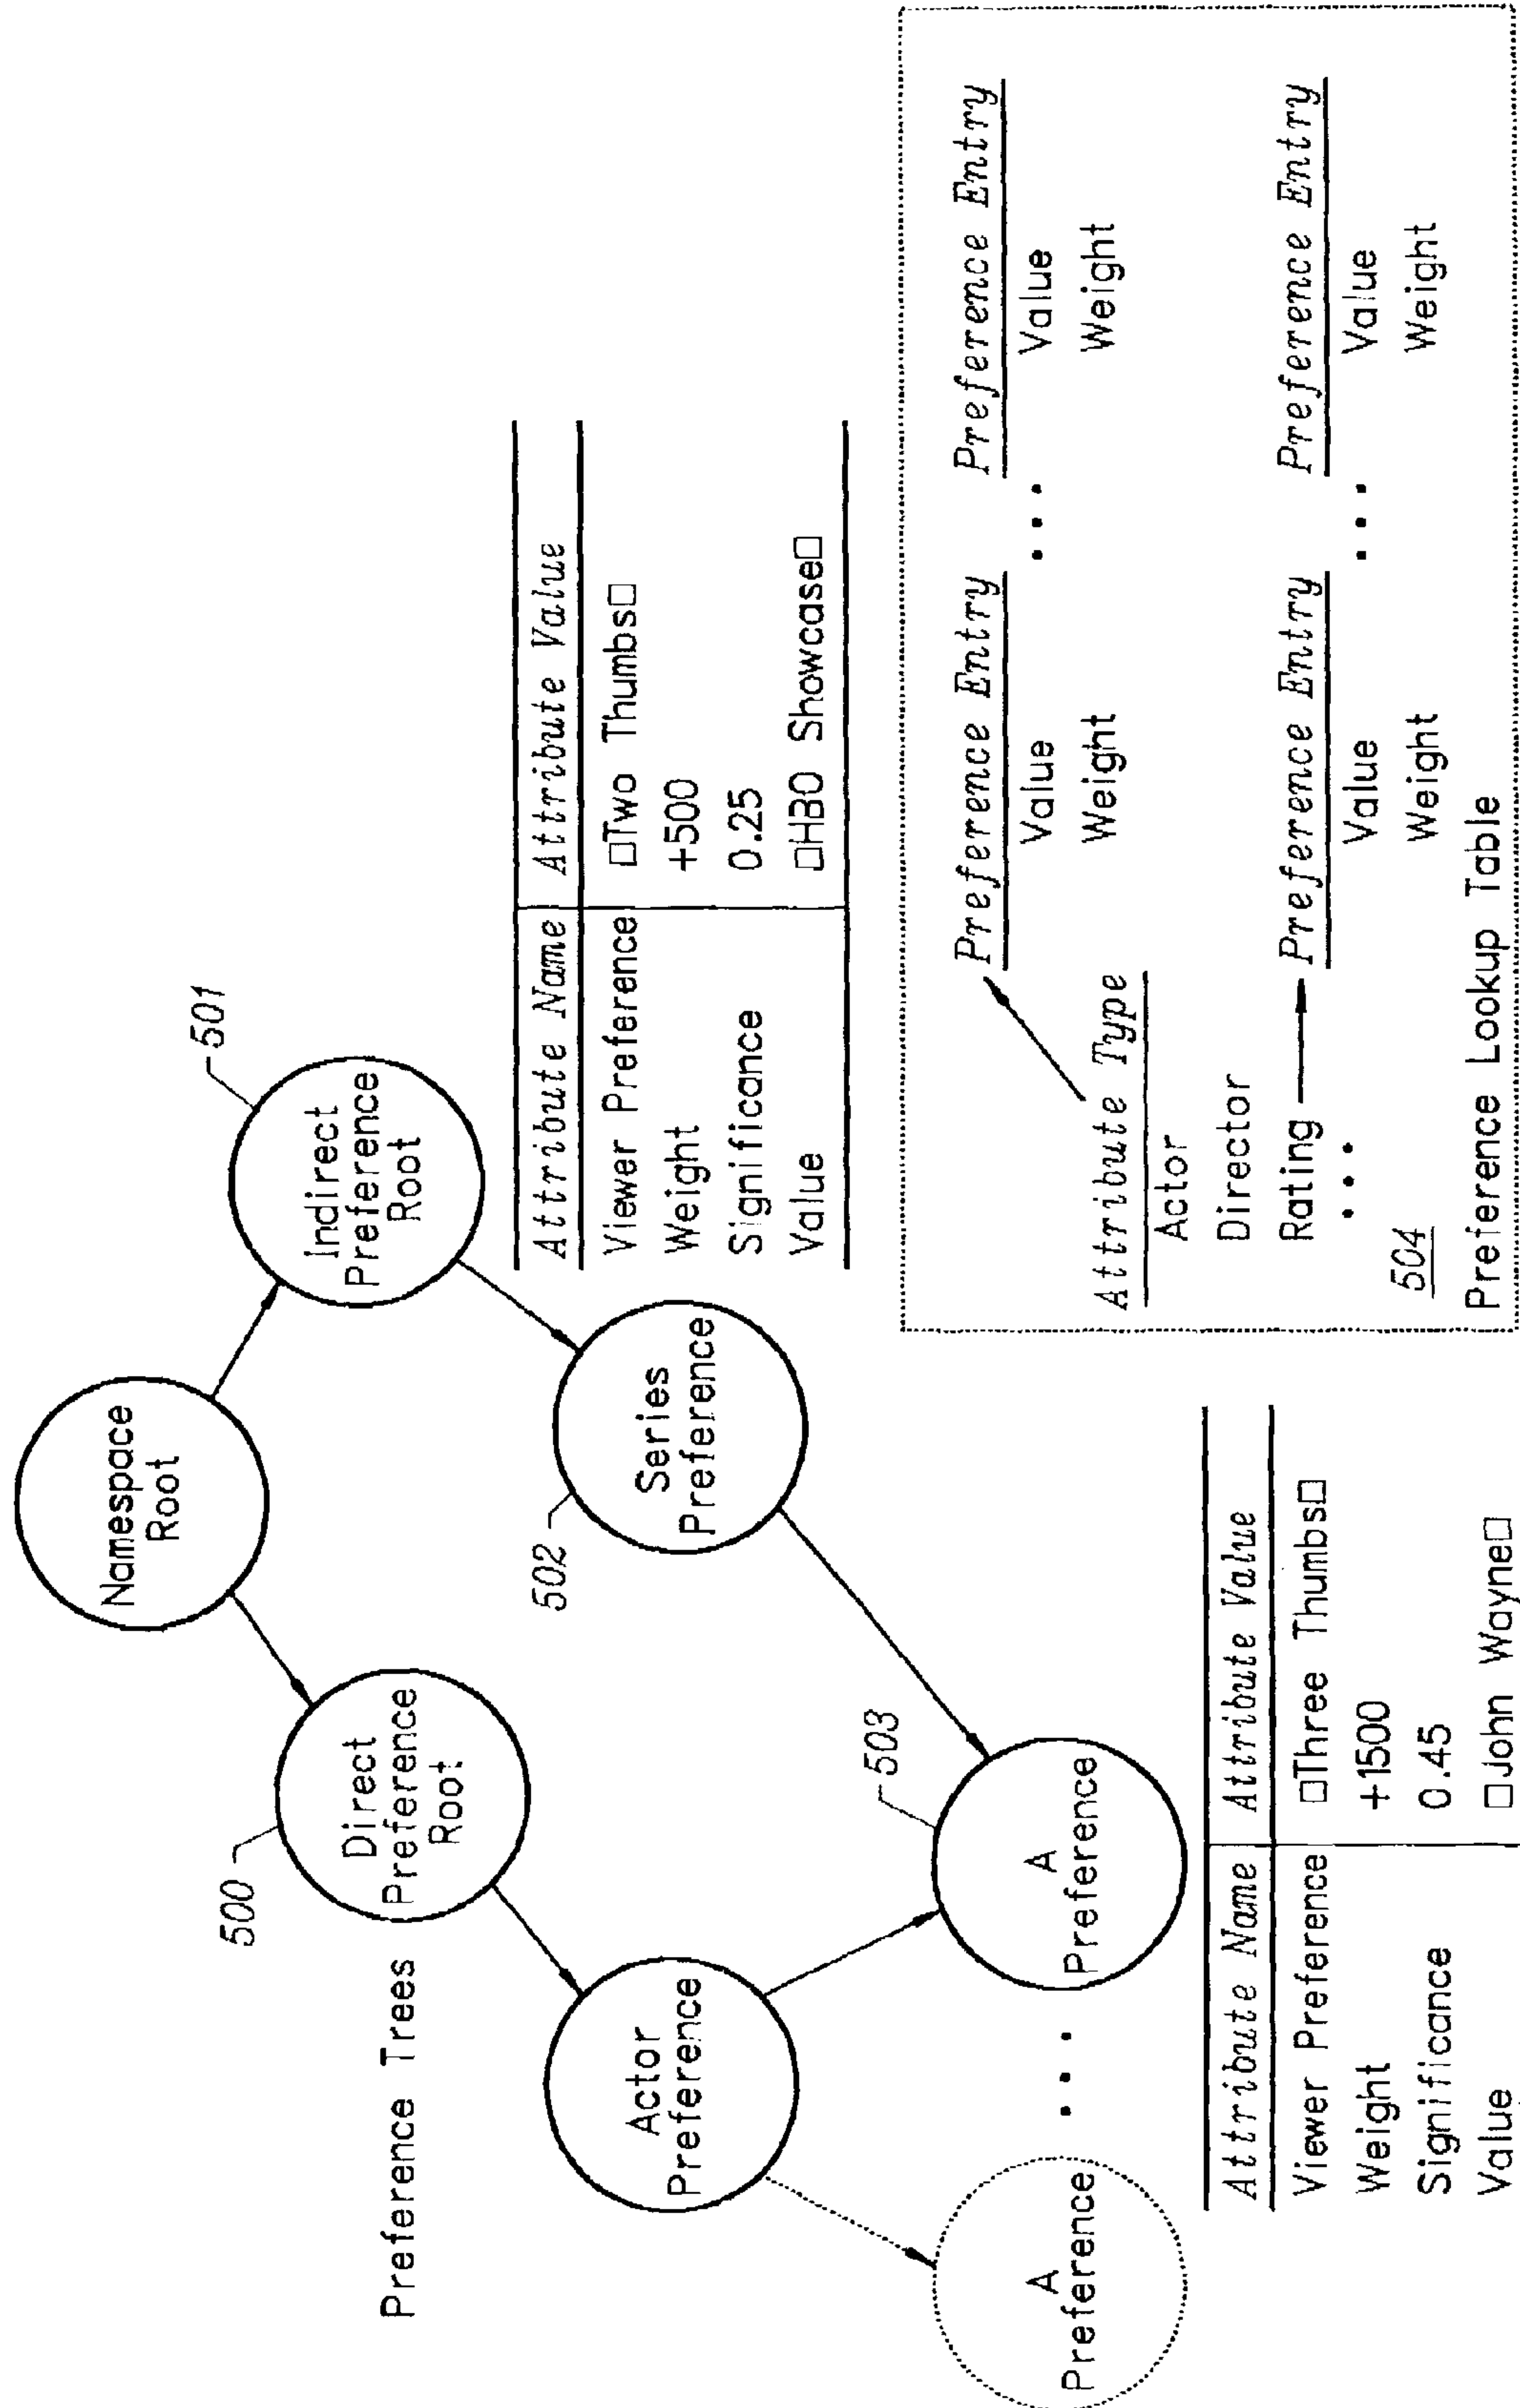 Preference Trees
Namespace
Root
500
Direct
Preference
Root
501
Indirect
Preference
Root
Actor
Preference
502
Series
Preference
A
Preference
• • •
503
A
Preference
Attribute Name Attribute Value
Viewer Preference □Two Thumbs□
Weight +500
Significance 0.25
Value □HBO Showcase□
Attribute Name Attribute Value
Viewer Preference □Three Thumbs□
Weight +1500
Significance 0.45
Value □John Wayne□
Preference Entry • • • Preference Entry
Value Value
Weight Weight
Attribute Type
Actor
Director
Rating Preference Entry • • • Preference Entry
• • • Value Value
Weight Weight
504
Preference Lookup Table